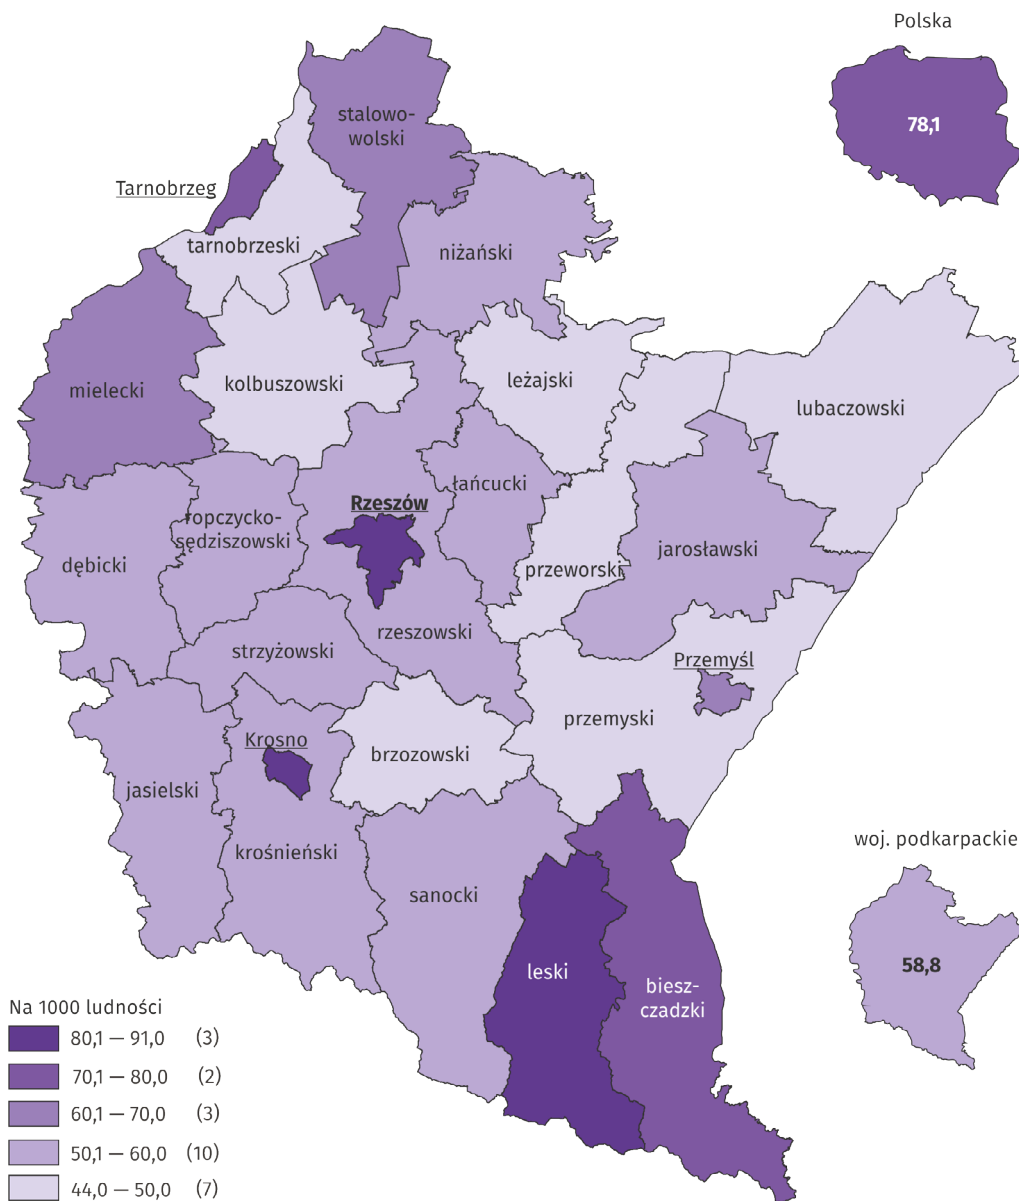 Polska
78,1
stalowo-
wolski
Tarnobrzeg
tarnobrzeski
niżański
mielecki
kolbuszowski
leżajski
lubaczowski
łańcucki
Rzeszów
ropczycko-
sędziszowski
dębicki
jarosławski
przeworski
rzeszowski
strzyżowski
Przemyśl
przemyski
Krosno
brzozowski
jasielski
krośnieński
sanocki
woj. podkarpackie
58,8
leski
biesz-
czadzki
Na 1000 ludności
80,1 — 91,0 (3)
70,1 — 80,0 (2)
60,1 — 70,0 (3)
50,1 — 60,0 (10)
44,0 — 50,0 (7)